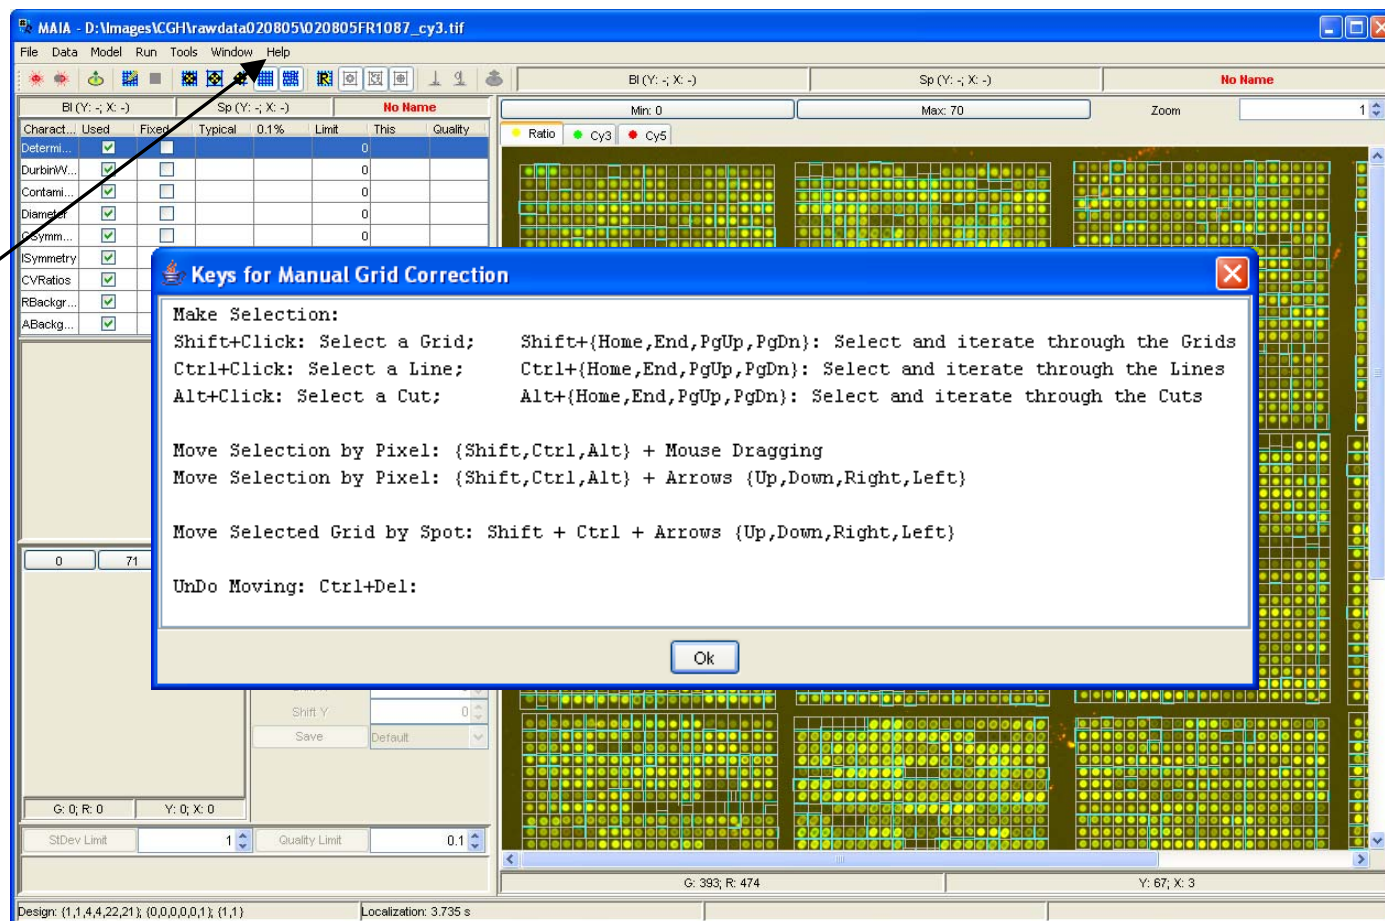 MAIA - D:\Images\CGH\rawdata020805\020805FR1087_cy3.tif
File Data Model Run Tools Window Help
Bl (Y: -; X: -) Sp (Y: -; X: -) No Name
Bl (Y: -; X: -) Sp (Y: -; X: -) No Name
Min: 0 Max: 70 Zoom 1
Charact... Used Fixed Typical 0.1% Limit This Quality
Ratio Cy3 Cy5
Determi... 0
DurbinW... 0
Contami... 0
Diameter 0
GSymm... 0
ISymmetry
CVRatios
RBackgr...
ABackg...
Keys for Manual Grid Correction
Make Selection:
Shift+Click: Select a Grid; Shift+{Home,End,PgUp,PgDn}: Select and iterate through the Grids
Ctrl+Click: Select a Line; Ctrl+{Home,End,PgUp,PgDn}: Select and iterate through the Lines
Alt+Click: Select a Cut; Alt+{Home,End,PgUp,PgDn}: Select and iterate through the Cuts
Move Selection by Pixel: {Shift,Ctrl,Alt} + Mouse Dragging
Move Selection by Pixel: {Shift,Ctrl,Alt} + Arrows {Up,Down,Right,Left}
Move Selected Grid by Spot: Shift + Ctrl + Arrows {Up,Down,Right,Left}
UnDo Moving: Ctrl+Del:
Ok
0 71
Shift Y 0
Save Default
G: 0; R: 0 Y: 0; X: 0
StDev Limit 1 Quality Limit 0.1
G: 393; R: 474 Y: 67; X: 3
Design: {1,1,4,4,22,21}; {0,0,0,0,0,1}; {1,1} Localization: 3.735 s